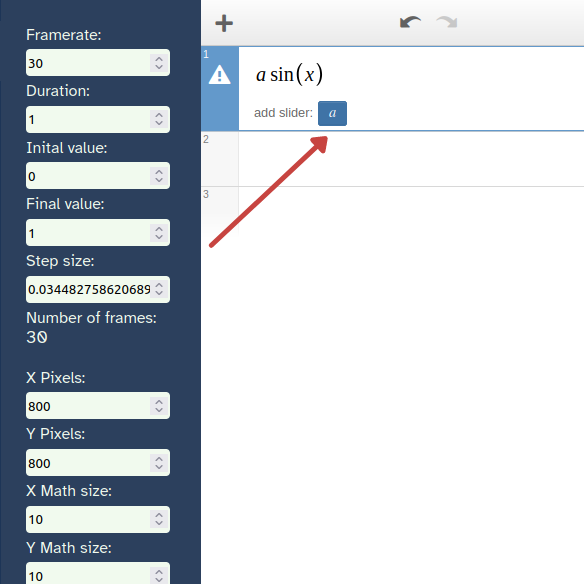 Framerate:
30
Duration:
1
Inital value:
0
Final value:
1
Step size:
0.034482758620689
Number of frames:
30
X Pixels:
800
Y Pixels:
800
X Math size:
10
Y Math size:
10
1
a sin(x)
add slider: a
2
3